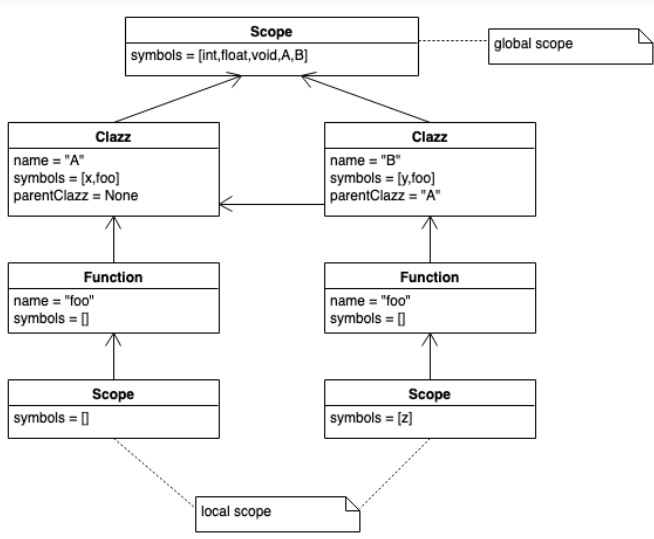 Scope
symbols = [int,float,void,A,B]
global scope
Clazz
name = "A"
symbols = [x,foo]
parentClazz = None
Clazz
name = "B"
symbols = [y,foo]
parentClazz = "A"
Function
name = "foo"
symbols = []
Function
name = "foo"
symbols = []
Scope
symbols = []
Scope
symbols = [z]
local scope